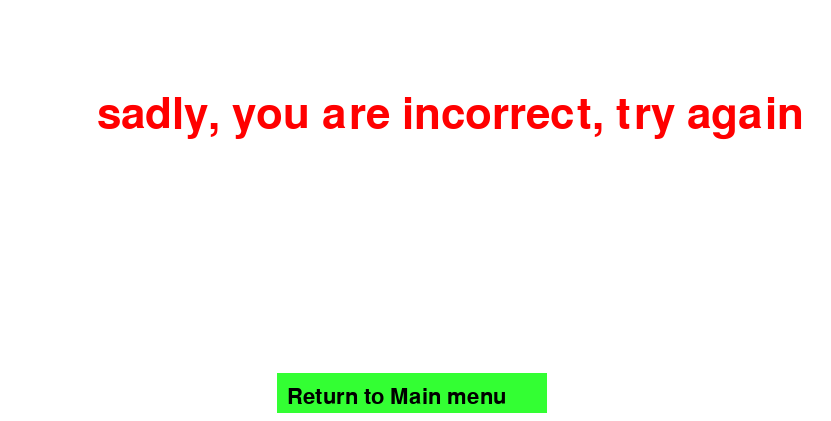 sadly, you are incorrect, try again
Return to Main menu